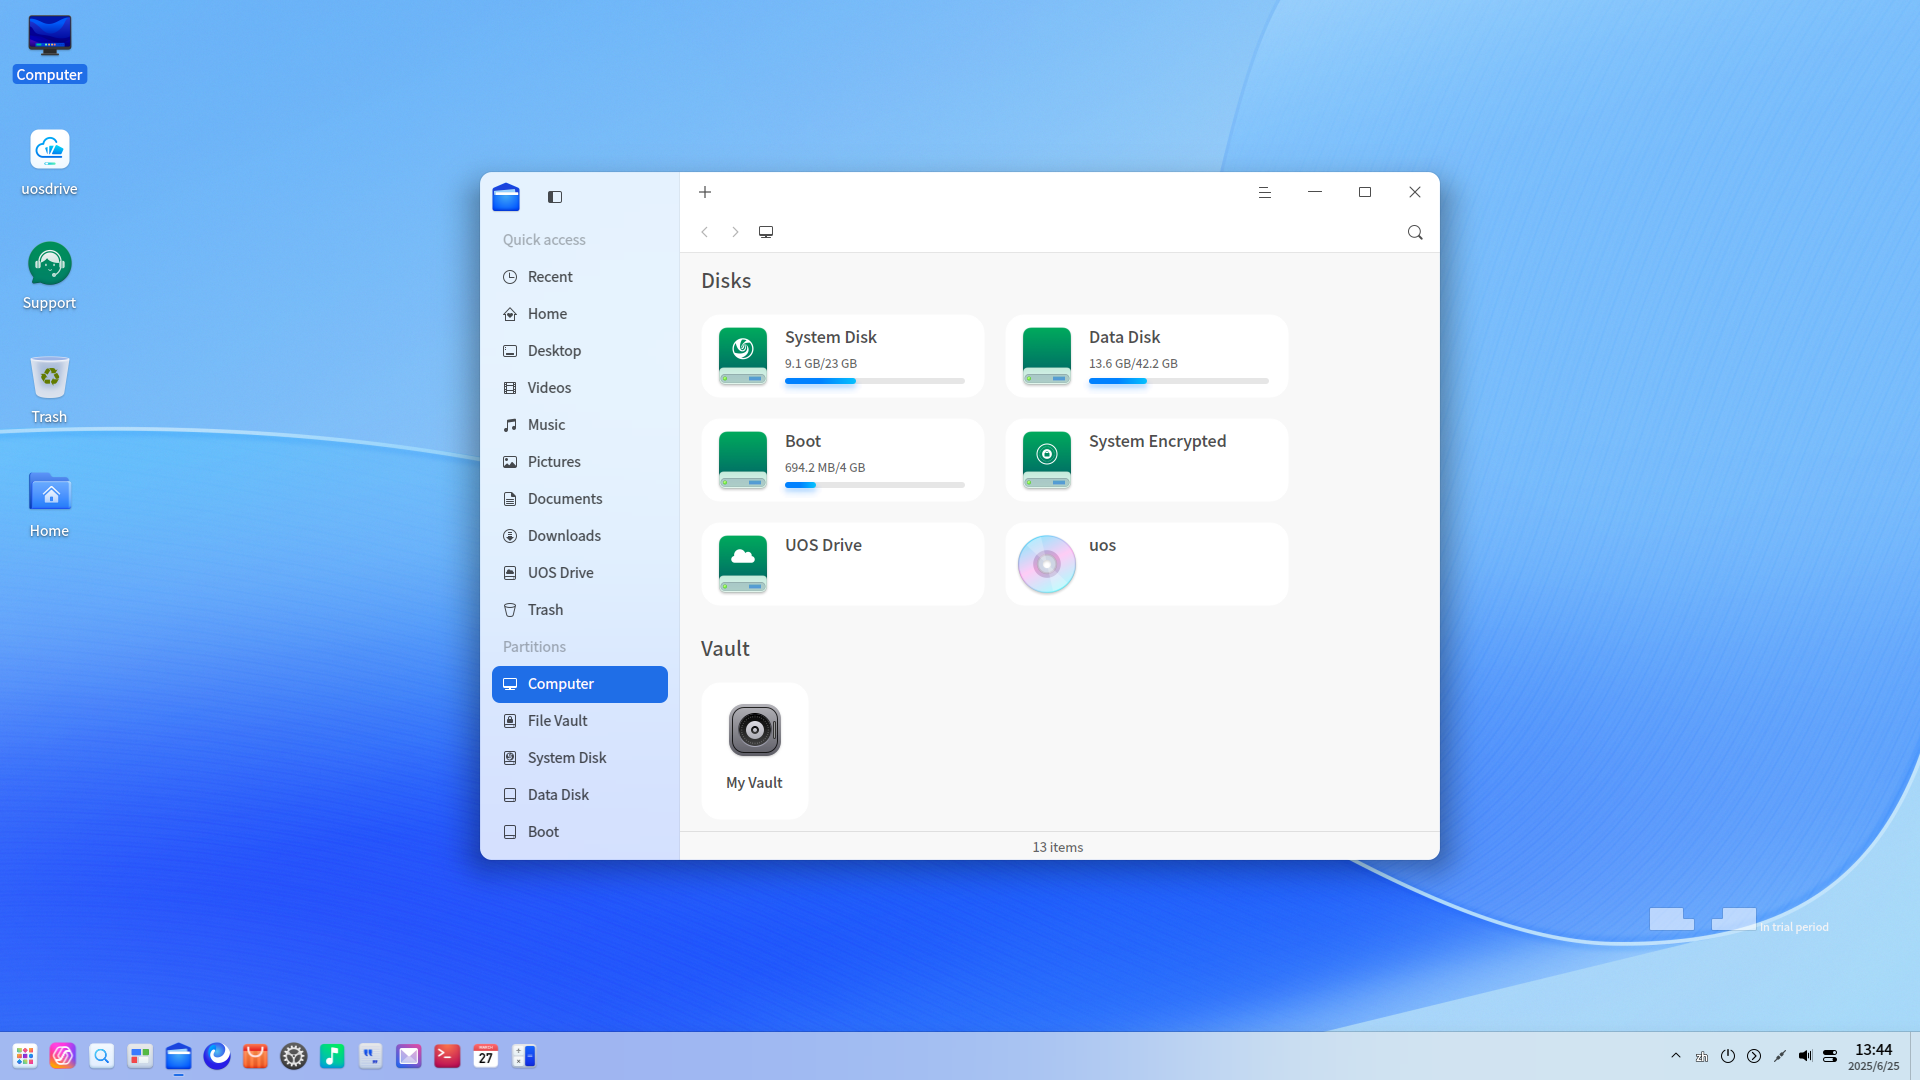 Computer
uosdrive
Support
Trash
Home
Quick access
Recent
Home
Desktop
Videos
Music
Pictures
Documents
Downloads
UOS Drive
Trash
Partitions
Computer
File Vault
System Disk
Data Disk
Boot
Disks
System Disk
9.1 GB/23 GB
Data Disk
13.6 GB/42.2 GB
Boot
694.2 MB/4 GB
System Encrypted
UOS Drive
uos
Vault
My Vault
13 items
In trial period
MARCH
27
zh
13:44
2025/6/25